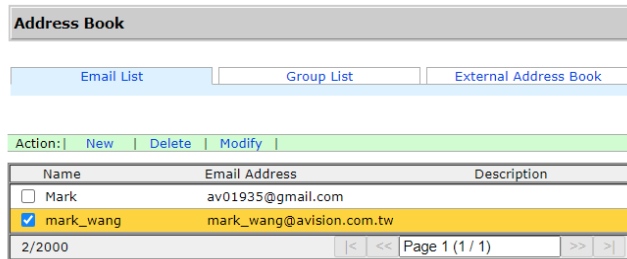 Address Book
Email List Group List External Address Book
Action:| New | Delete | Modify |
Name Email Address Description
Mark av01935@gmail.com
mark_wang mark_wang@avision.com.tw
2/2000 |< << Page 1 (1 / 1) >> >|